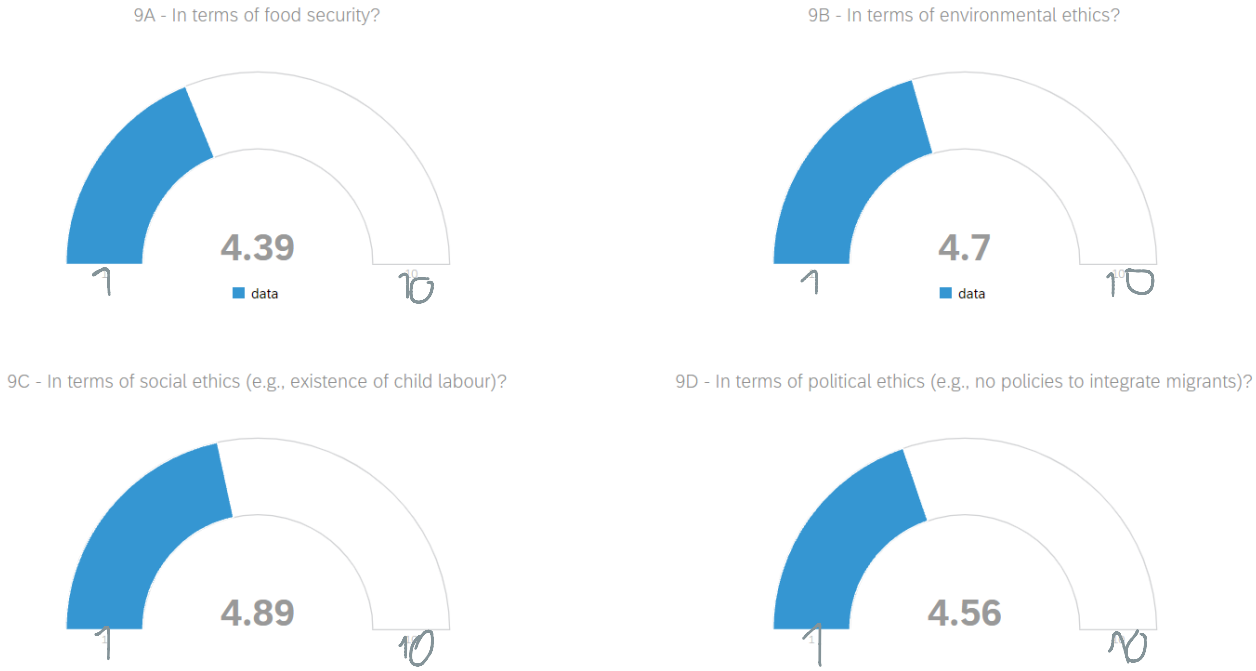 9A - In terms of food security?
4.39
1
10
data
9B - In terms of environmental ethics?
4.7
1
10
data
9C - In terms of social ethics (e.g., existence of child labour)?
4.89
1
10
9D - In terms of political ethics (e.g., no policies to integrate migrants)?
4.56
1
10